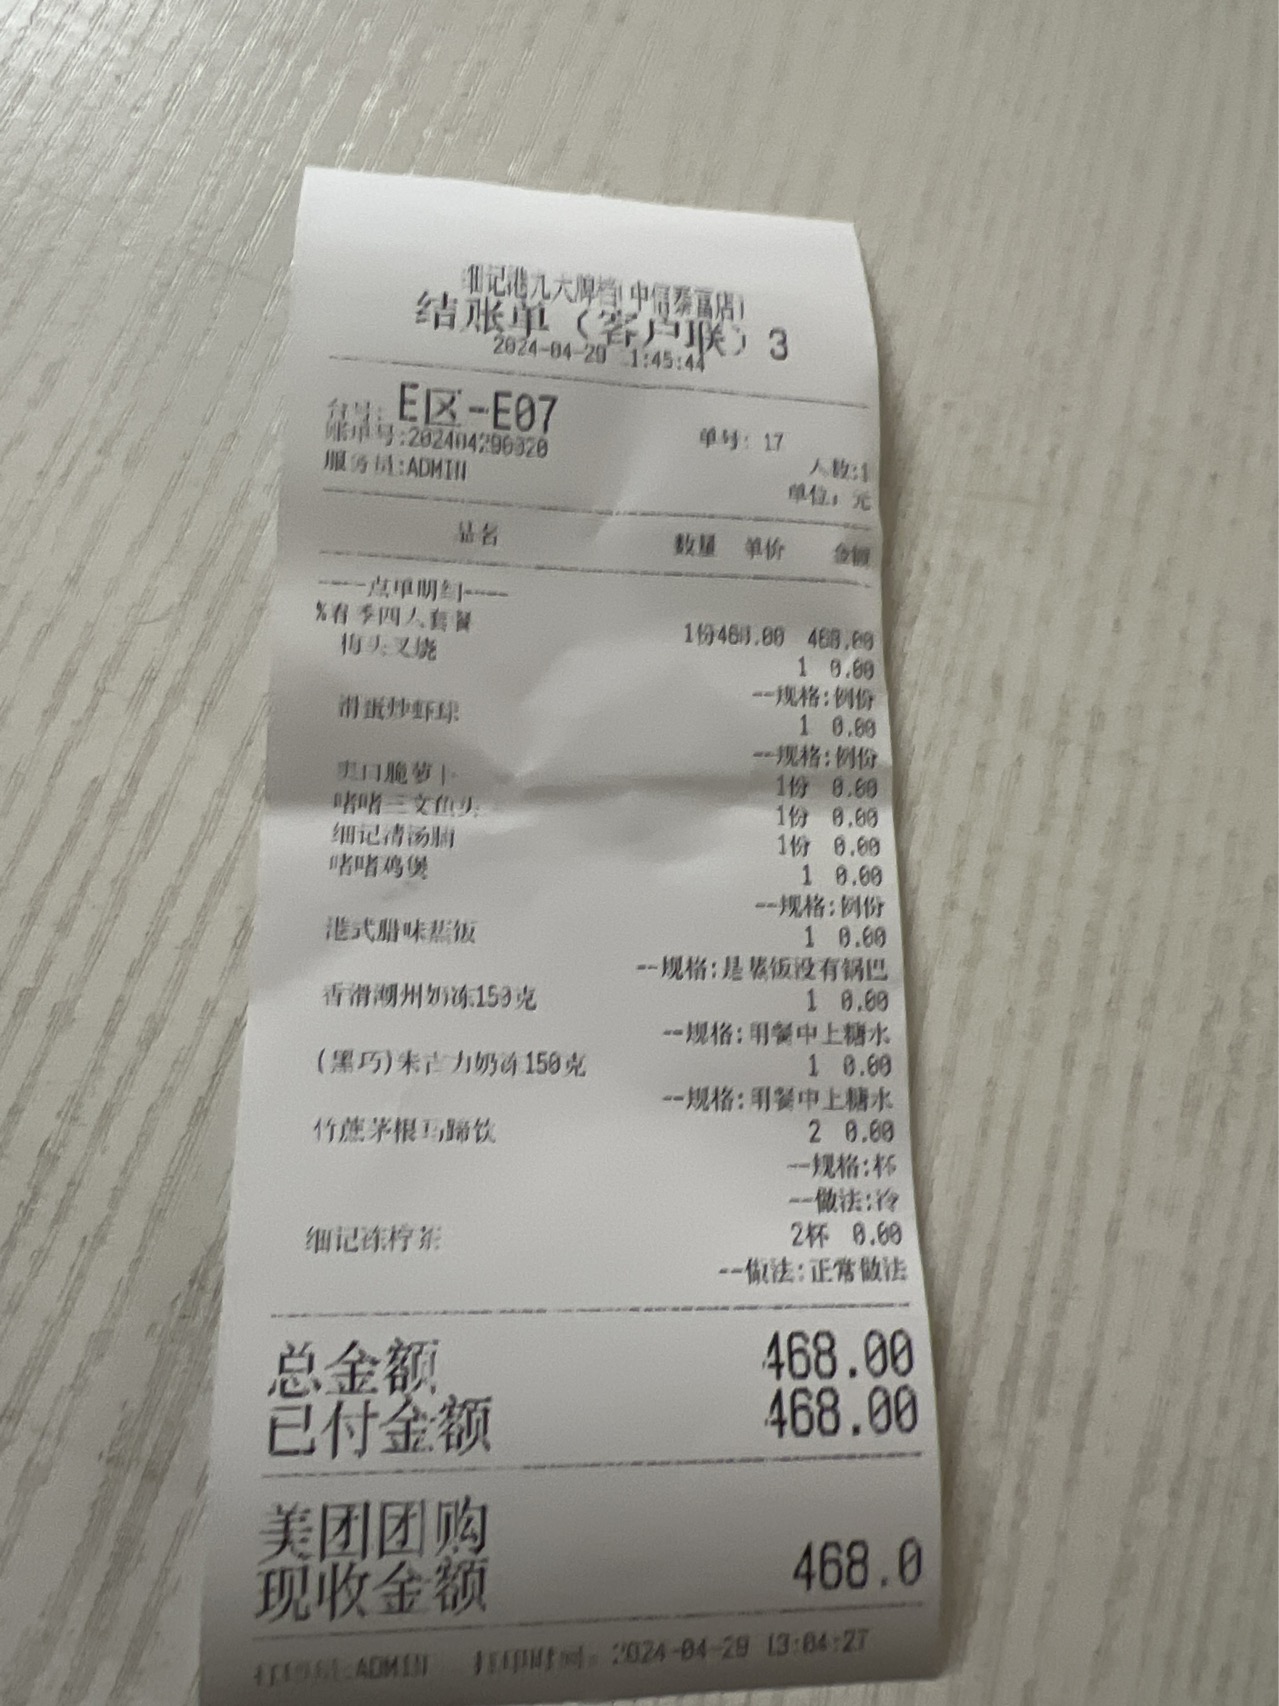 细记港九大牌档(中信泰富店)
结账单(客户联) 3
2024-04-29 1:45:44
台号: E区-E07
账单号:202404290020 单号: 17
服务员:ADMIN 人数:1
单位: 元
品名 数量 单价 金额
----点单明细----
%春季四人套餐 1份468.00 468.00
梅头叉烧 1 0.00
--规格:例份
滑蛋炒虾球 1 0.00
--规格:例份
爽口脆萝卜 1份 0.00
啫啫三文鱼头 1份 0.00
细记清汤腩 1份 0.00
啫啫鸡煲 1 0.00
--规格:例份
港式腊味蒸饭 1 0.00
--规格:是蒸饭没有锅巴
香滑潮州奶冻150克 1 0.00
--规格:用餐中上糖水
(黑巧)朱古力奶冻150克 1 0.00
--规格:用餐中上糖水
竹蔗茅根马蹄饮 2 0.00
--规格:杯
--做法:冷
细记冻柠茶 2杯 0.00
--做法:正常做法
总金额 468.00
已付金额 468.00
美团团购
现收金额 468.0
:ADMIN 打印时间: 2024-04-29 13:04:27